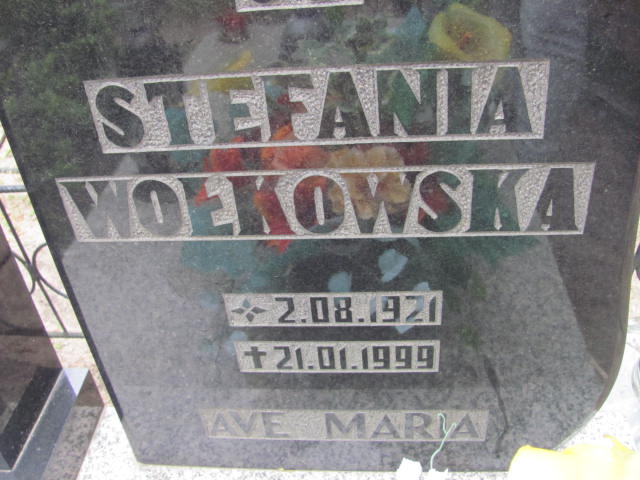 STEFANIA
WOŁKOWSKA
2.08.1921
✝21.01.1999
AVE MARIA